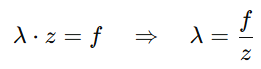 λ · z = f ⇒ λ = f/z